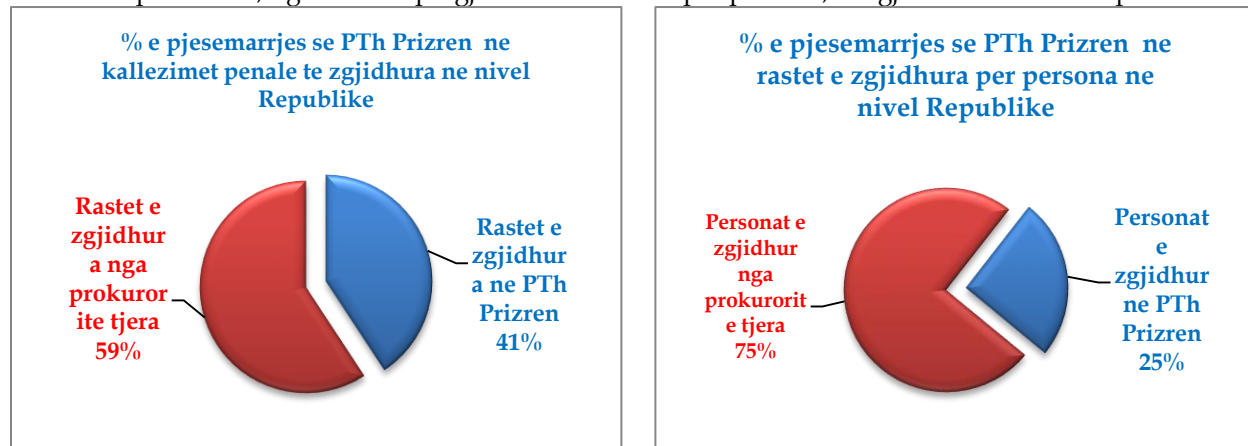 % e pjesemarrjes se PTh Prizren ne
kallezimet penale te zgjidhura ne nivel
Republike
Rastet e
zgjidhur
a nga
prokuror
ite tjera
59%
Rastet e
zgjidhur
a ne PTh
Prizren
41%
% e pjesemarrjes se PTh Prizren ne
rastet e zgjidhura per persona ne
nivel Republike
Personat e
zgjidhur
nga
prokurorit
e tjera
75%
Personat
e
zgjidhur
ne PTh
Prizren
25%